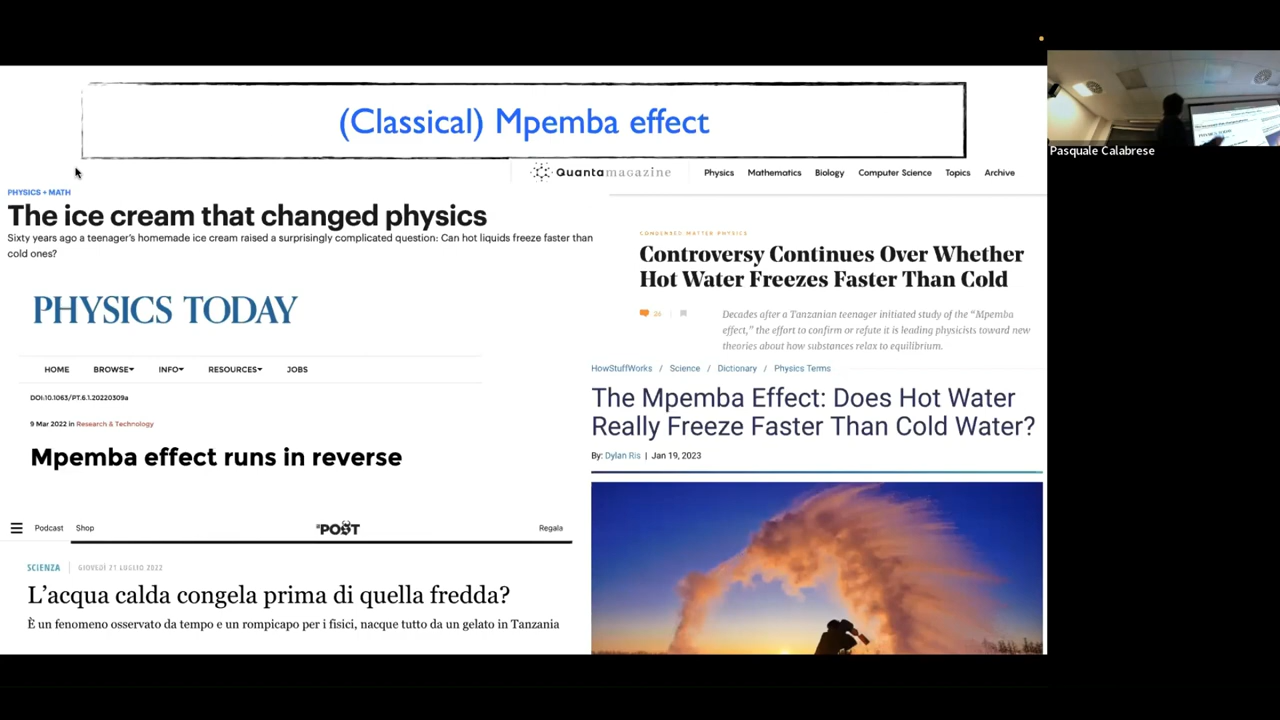 (Classical) Mpemba effect
Pasquale Calabrese
Quantamagazine
Physics Mathematics Biology Computer Science Topics Archive
PHYSICS + MATH
The ice cream that changed physics
Sixty years ago a teenager's homemade ice cream raised a surprisingly complicated question: Can hot liquids freeze faster than
cold ones?
CONDENSED MATTER PHYSICS
Controversy Continues Over Whether
Hot Water Freezes Faster Than Cold
26
Decades after a Tanzanian teenager initiated study of the “Mpemba
effect,” the effort to confirm or refute it is leading physicists toward new
theories about how substances relax to equilibrium.
PHYSICS TODAY
HOME BROWSE INFO RESOURCES JOBS
DOI:10.1063/PT.6.1.20220309a
9 Mar 2022 in Research & Technology
Mpemba effect runs in reverse
HowStuffWorks / Science / Dictionary / Physics Terms
The Mpemba Effect: Does Hot Water
Really Freeze Faster Than Cold Water?
By: Dylan Ris | Jan 19, 2023
Podcast Shop IL POST Regala
SCIENZA GIOVEDÌ 21 LUGLIO 2022
L'acqua calda congela prima di quella fredda?
È un fenomeno osservato da tempo e un rompicapo per i fisici, nacque tutto da un gelato in Tanzania